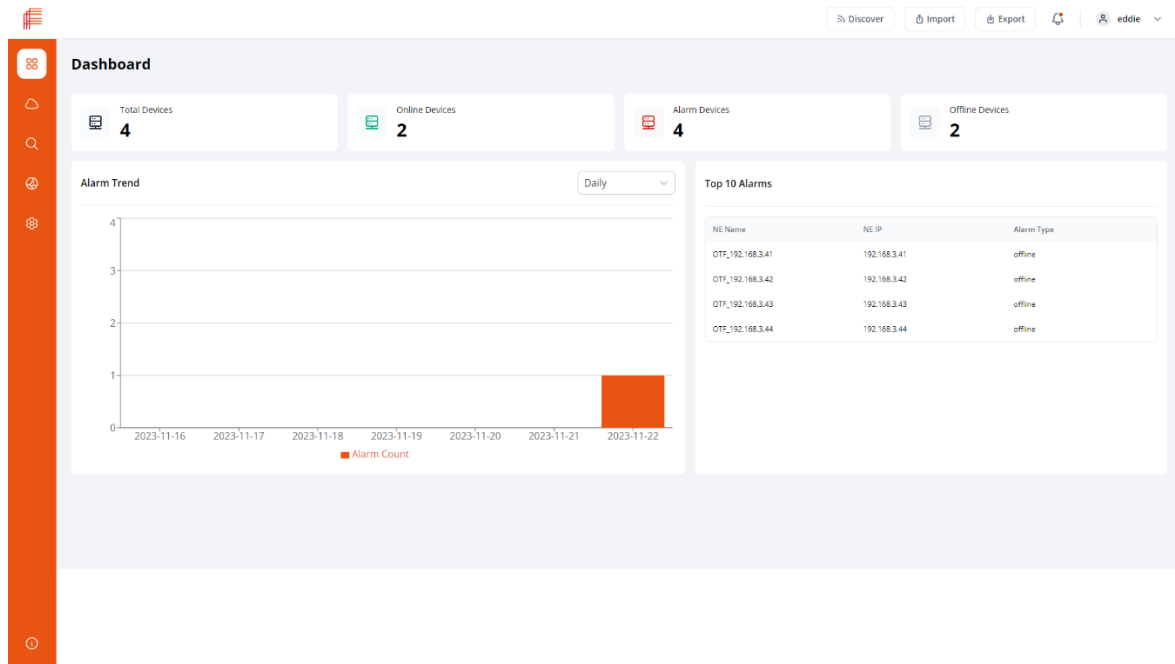 Discover Import Export eddie
Dashboard
Total Devices
4
Online Devices
2
Alarm Devices
4
Offline Devices
2
Alarm Trend
Daily
4
3
2
1
0
2023-11-16 2023-11-17 2023-11-18 2023-11-19 2023-11-20 2023-11-21 2023-11-22
Alarm Count
Top 10 Alarms
NE Name NE IP Alarm Type
OTF_192.168.3.41 192.168.3.41 offline
OTF_192.168.3.42 192.168.3.42 offline
OTF_192.168.3.43 192.168.3.43 offline
OTF_192.168.3.44 192.168.3.44 offline